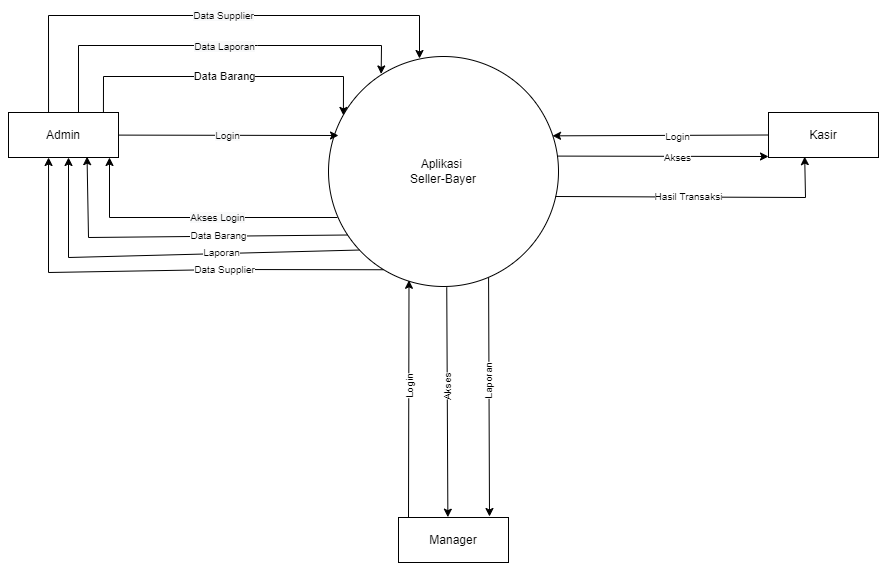 Data Supplier
Data Laporan
Data Barang
Admin
Login
Aplikasi
Seller-Bayer
Login
Kasir
Akses
Hasil Transaksi
Akses Login
Data Barang
Laporan
Data Supplier
Login
Akses
Laporan
Manager